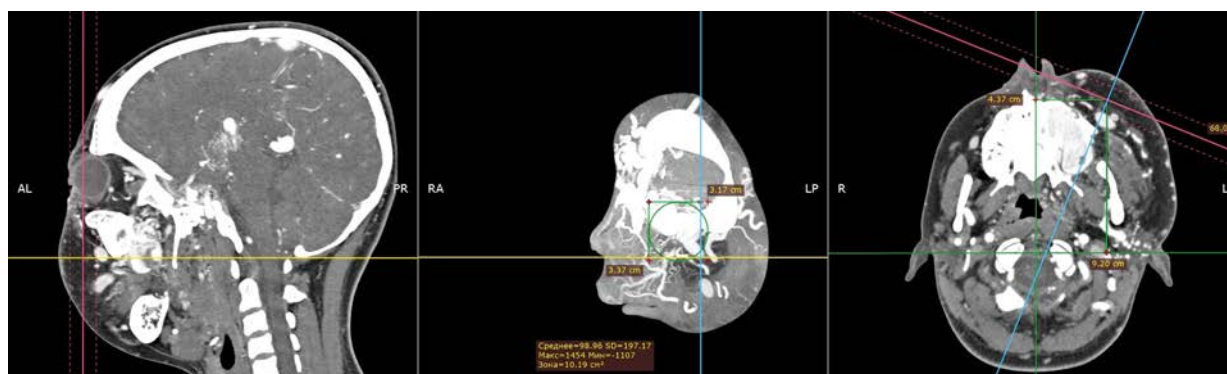 AL
PR
RA
LP
3.17 cm
3.37 cm
Среднее=98.96 SD=197.17
Макс=1454 Мин=-1107
Зона=10.19 cm²
R
4.37 cm
9.20 cm